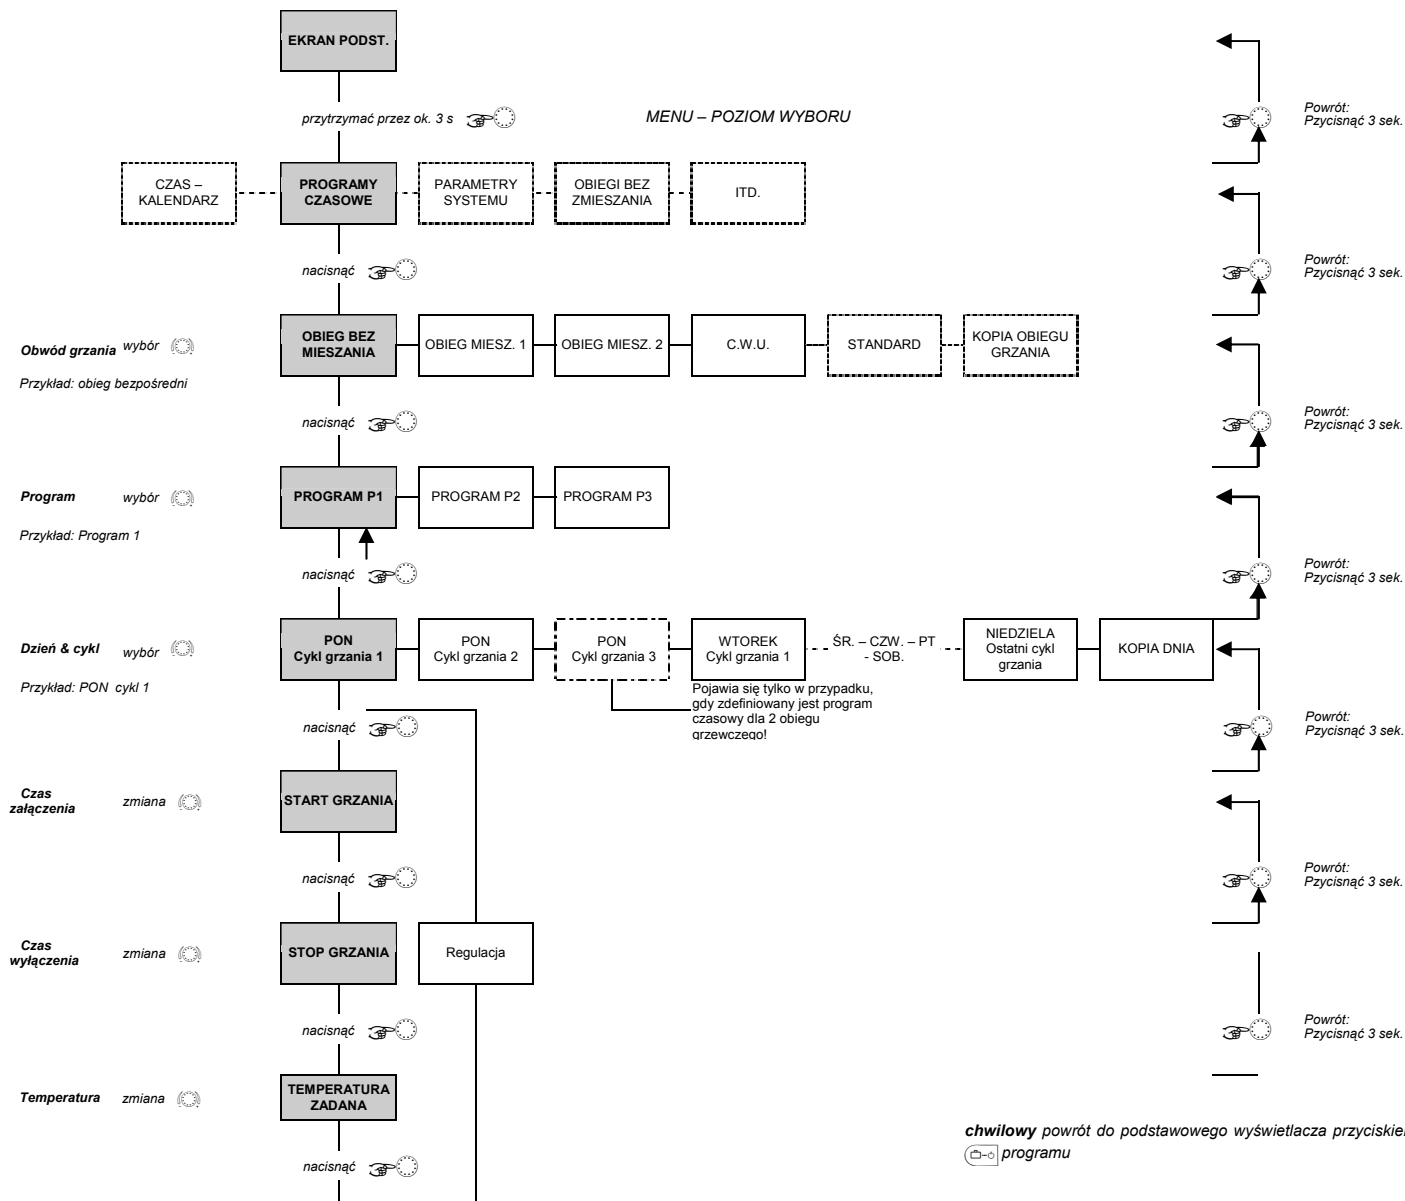 EKRAN PODST.
przytrzymać przez ok. 3 s
MENU – POZIOM WYBORU
Powrót:
Pzycisnąć 3 sek.
CZAS –
KALENDARZ
PROGRAMY
CZASOWE
PARAMETRY
SYSTEMU
OBIEGI BEZ
ZMIESZANIA
ITD.
nacisnąć
Powrót:
Pzycisnąć 3 sek.
Obwód grzania wybór
Przykład: obieg bezpośredni
OBIEG BEZ
MIESZANIA
OBIEG MIESZ. 1
OBIEG MIESZ. 2
C.W.U.
STANDARD
KOPIA OBIEGU
GRZANIA
nacisnąć
Powrót:
Pzycisnąć 3 sek.
Program wybór
Przykład: Program 1
PROGRAM P1
PROGRAM P2
PROGRAM P3
nacisnąć
Powrót:
Pzycisnąć 3 sek.
Dzień & cykl wybór
Przykład: PON cykl 1
PON
Cykl grzania 1
PON
Cykl grzania 2
PON
Cykl grzania 3
WTOREK
Cykl grzania 1
ŚR. – CZW. – PT
- SOB.
NIEDZIELA
Ostatni cykl
grzania
KOPIA DNIA
Pojawia się tylko w przypadku,
gdy zdefiniowany jest program
czasowy dla 2 obiegu
grzewczego!
nacisnąć
Powrót:
Pzycisnąć 3 sek.
Czas
załączenia
zmiana
START GRZANIA
nacisnąć
Powrót:
Pzycisnąć 3 sek.
Czas
wyłączenia
zmiana
STOP GRZANIA
Regulacja
nacisnąć
Powrót:
Pzycisnąć 3 sek.
Temperatura zmiana
TEMPERATURA
ZADANA
nacisnąć
chwilowy powrót do podstawowego wyświetlacza przyciskie
programu